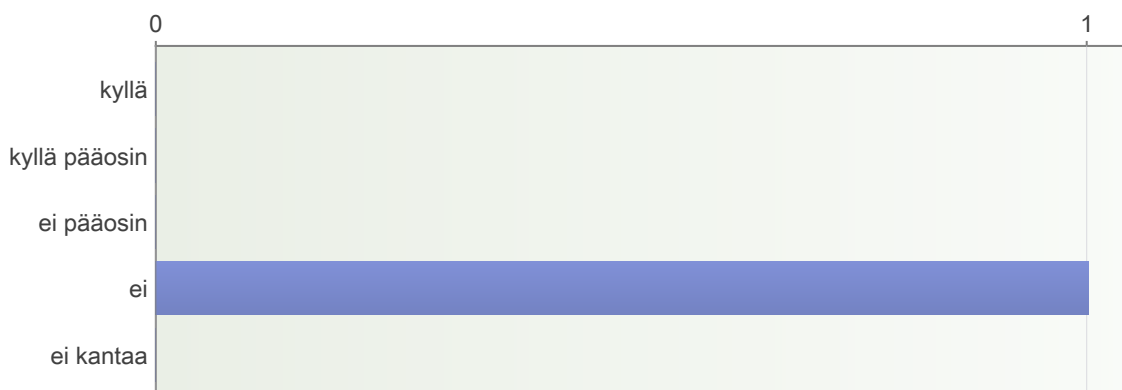 0 1
kyllä
kyllä pääosin
ei pääosin
ei
ei kantaa